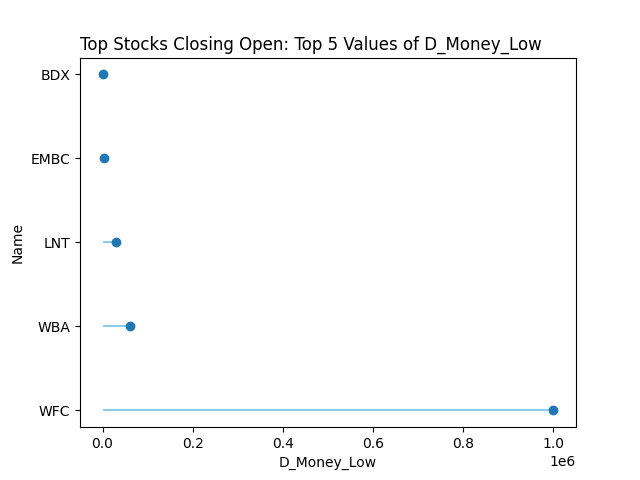 Top Stocks Closing Open: Top 5 Values of D_Money_Low
BDX
EMBC
LNT
WBA
WFC
Name
0.0 0.2 0.4 0.6 0.8 1.0
1e6
D_Money_Low